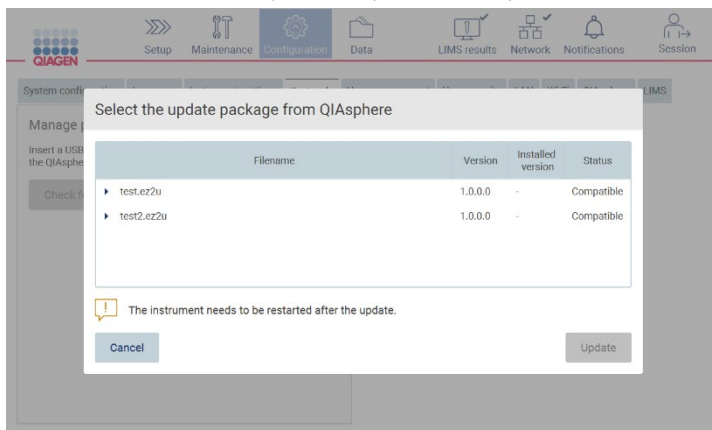 Setup
Maintenance
Configuration
Data
LIMS results
Network
Notifications
Session
QIAGEN
System
LIMS
Manage
Insert a USB
the
Check
Select the update package from QIAsphere
Filename
Version
Installed
version
Status
test.ez2u 1.0.0.0 - Compatible
test2.ez2u 1.0.0.0 - Compatible
The instrument needs to be restarted after the update.
Cancel
Update